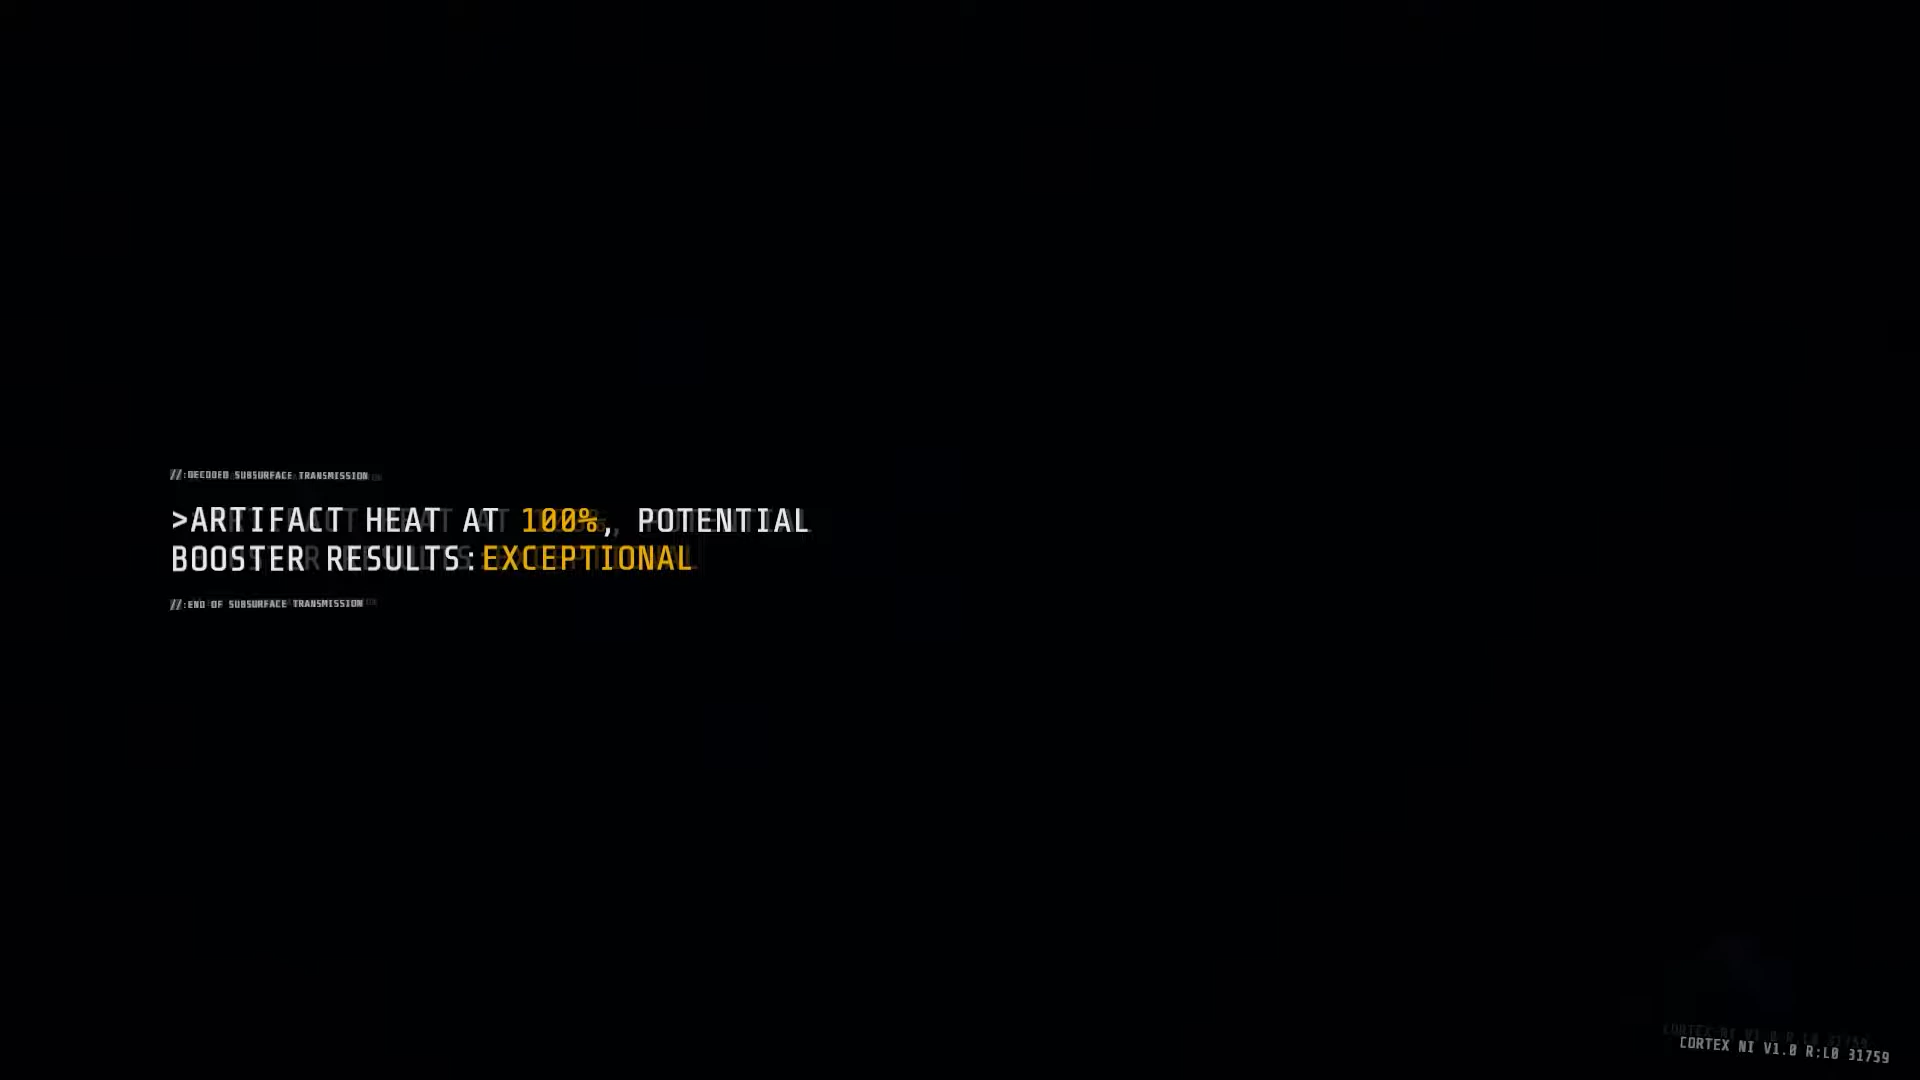 //:DECODED SUBSURFACE TRANSMISSION
>ARTIFACT HEAT AT 100%, POTENTIAL
BOOSTER RESULTS:EXCEPTIONAL
//:END OF SUBSURFACE TRANSMISSION
CORTEX NI V1.0 R:L0 31759